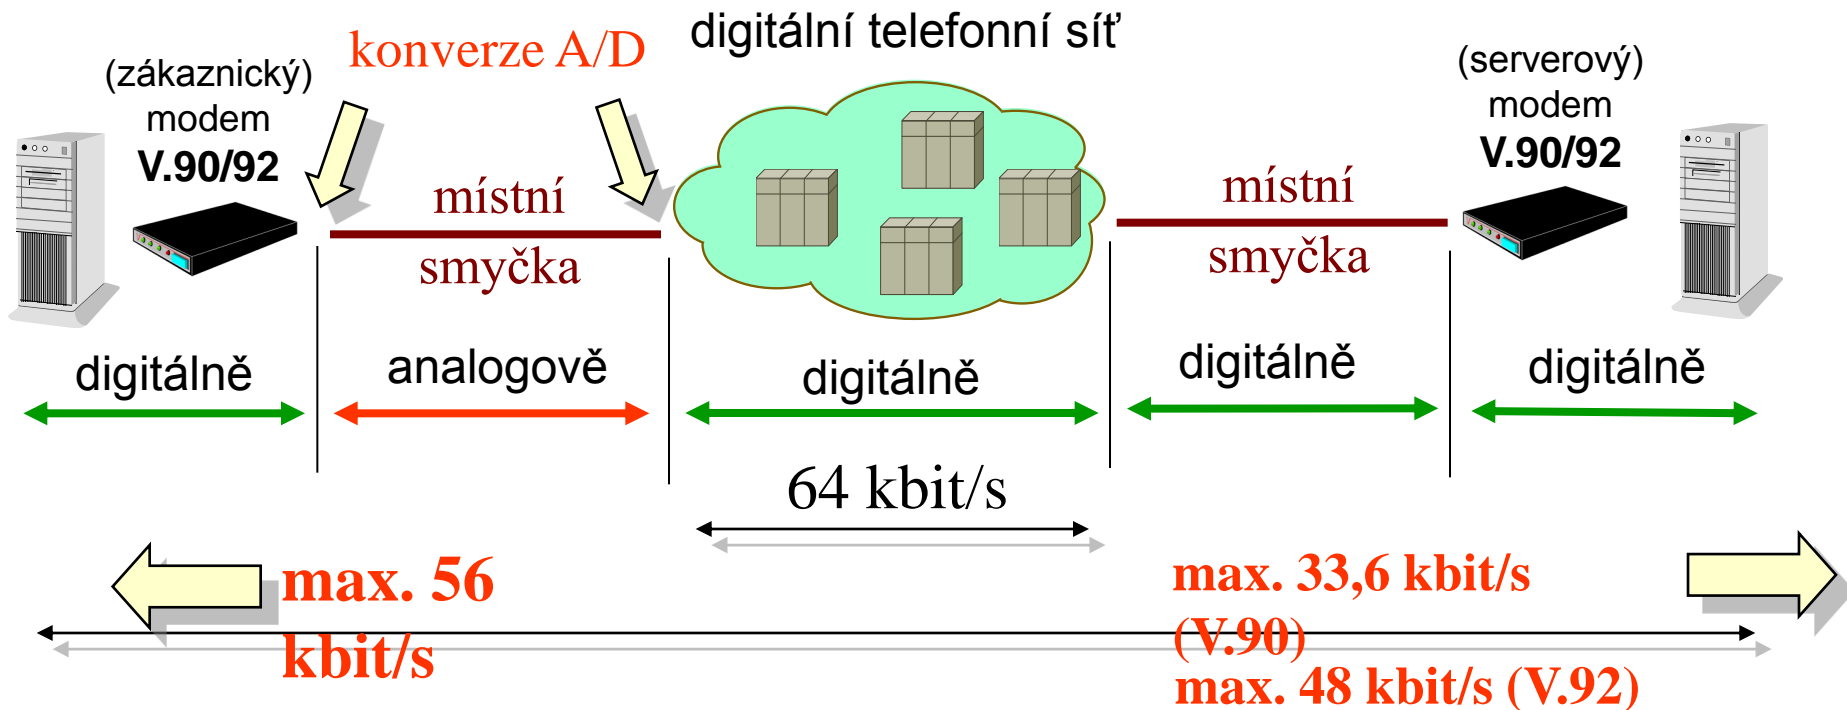 digitální telefonní síť
konverze A/D
(zákaznický)
modem
V.90/92
(serverový)
modem
V.90/92
místní
smyčka
místní
smyčka
digitálně
analogově
digitálně
digitálně
digitálně
64 kbit/s
max. 56
kbit/s
max. 33,6 kbit/s
(V.90)
max. 48 kbit/s (V.92)